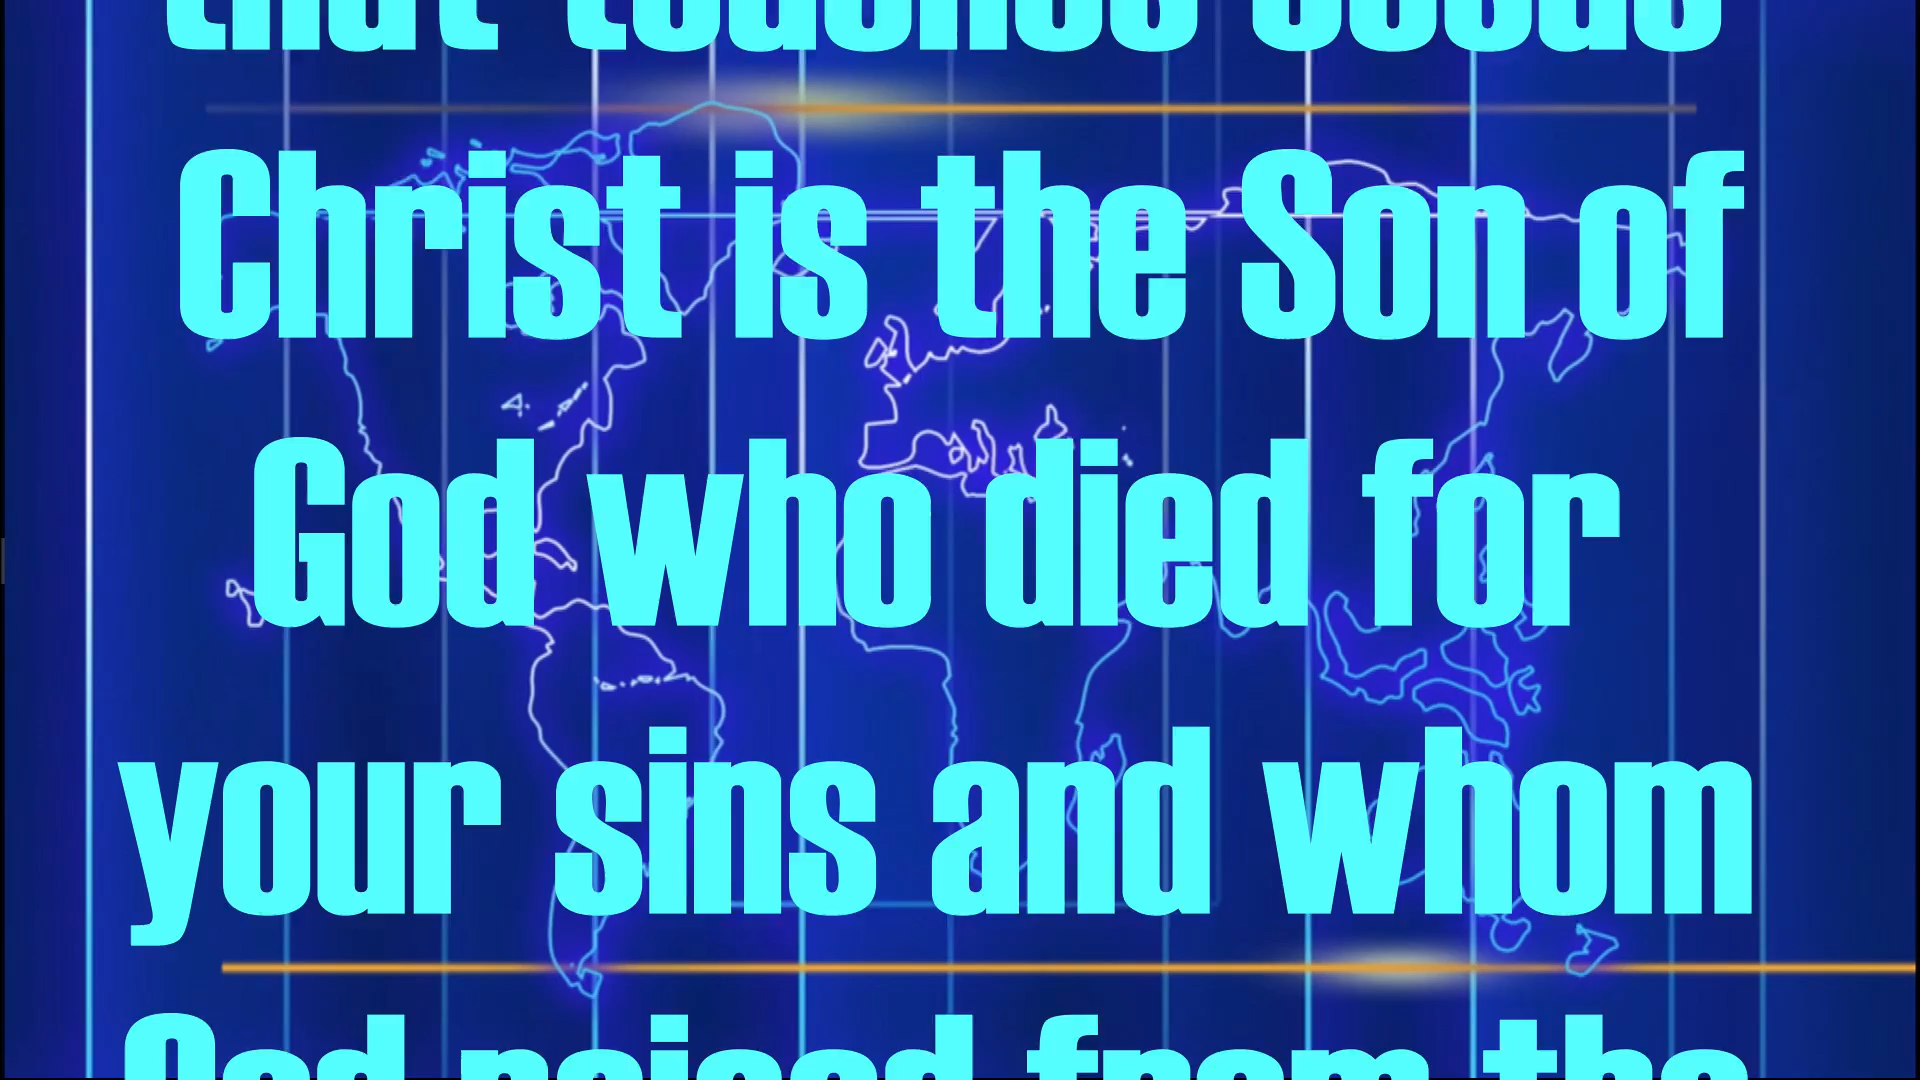 that teaches Jesus
Christ is the Son of
God who died for
your sins and whom
God raised from the